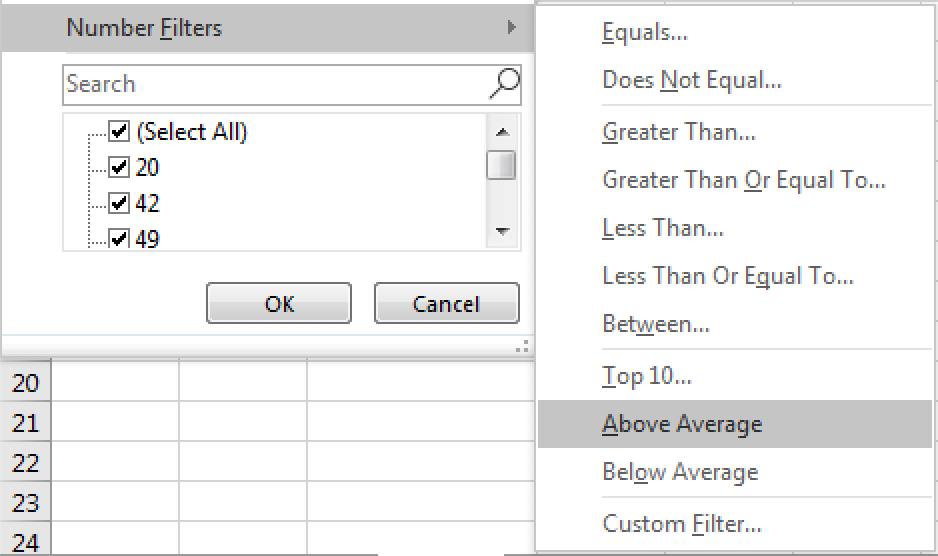 Number Filters
Search
(Select All)
20
42
49
OK
Cancel
20
21
22
23
24
Equals...
Does Not Equal...
Greater Than...
Greater Than Or Equal To...
Less Than...
Less Than Or Equal To...
Between...
Top 10...
Above Average
Below Average
Custom Filter...